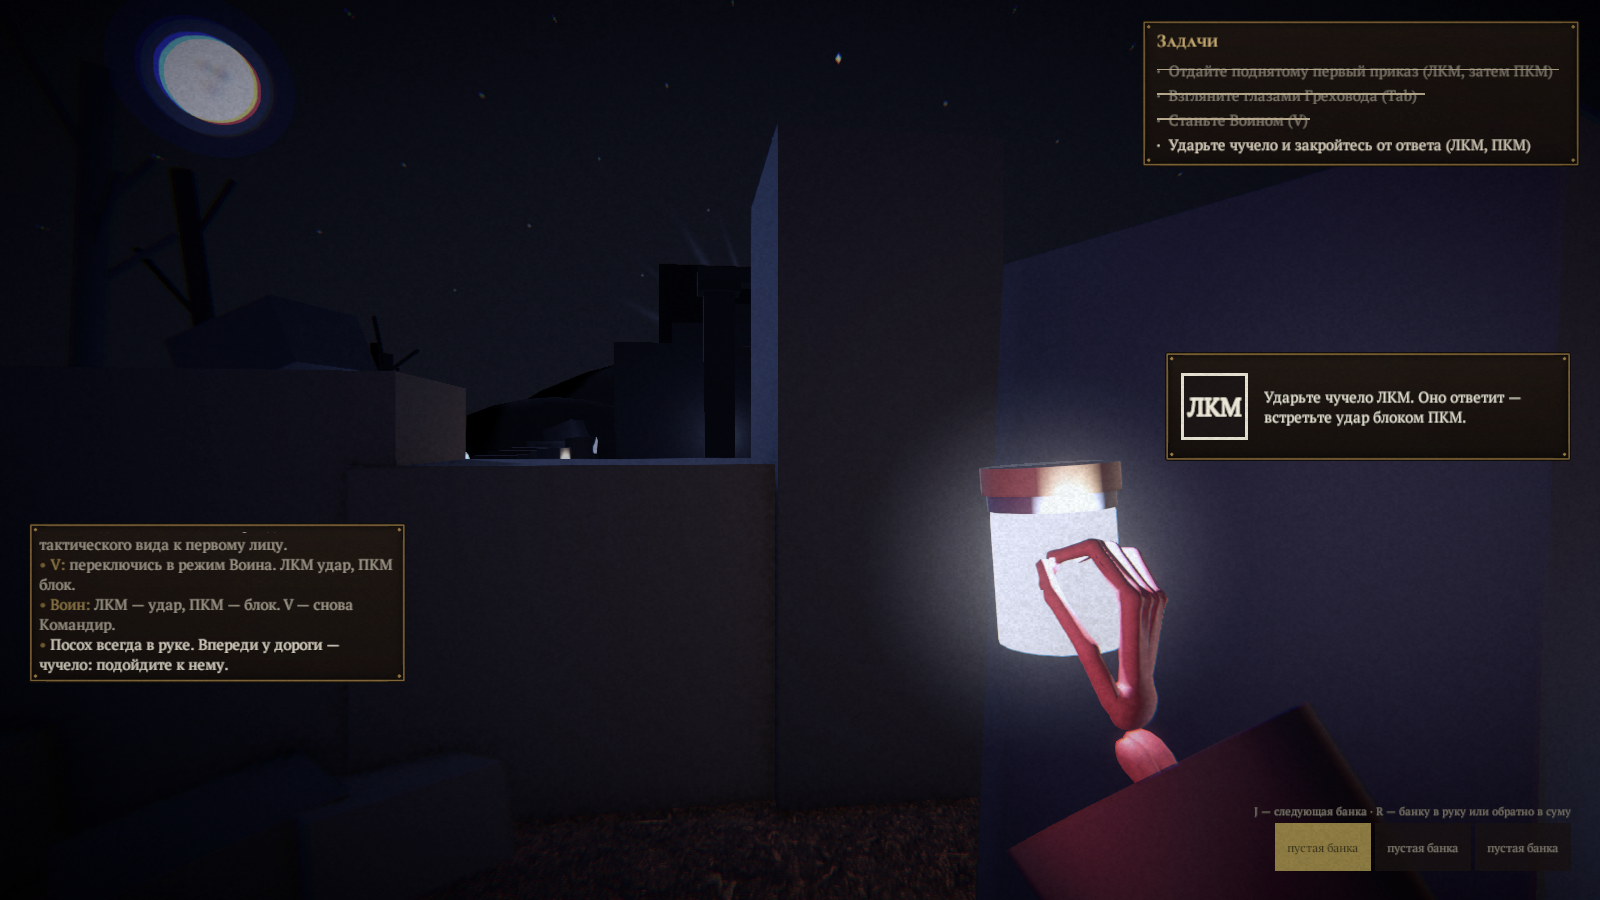 Задачи
· Отдайте поднятому первый приказ (ЛКМ, затем ПКМ)
· Взгляните глазами Греховода (Tab)
· Станьте Воином (V)
· Ударьте чучело и закройтесь от ответа (ЛКМ, ПКМ)
ЛКМ
Ударьте чучело ЛКМ. Оно ответит —
встретьте удар блоком ПКМ.
тактического вида к первому лицу.
• V: переключись в режим Воина. ЛКМ удар, ПКМ
блок.
• Воин: ЛКМ — удар, ПКМ — блок. V — снова
Командир.
• Посох всегда в руке. Впереди у дороги —
чучело: подойдите к нему.
J — следующая банка · R — банку в руку или обратно в суму
пустая банка
пустая банка
пустая банка